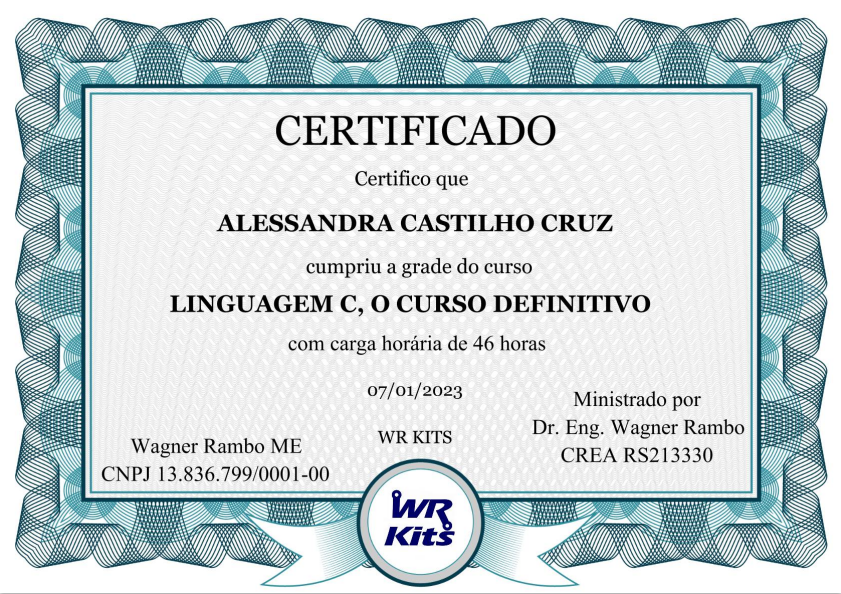 CERTIFICADO
Certifico que
ALESSANDRA CASTILHO CRUZ
cumpriu a grade do curso
LINGUAGEM C, O CURSO DEFINITIVO
com carga horária de 46 horas
07/01/2023
WR KITS
Wagner Rambo ME
CNPJ 13.836.799/0001-00
Ministrado por
Dr. Eng. Wagner Rambo
CREA RS213330
WR
Kits